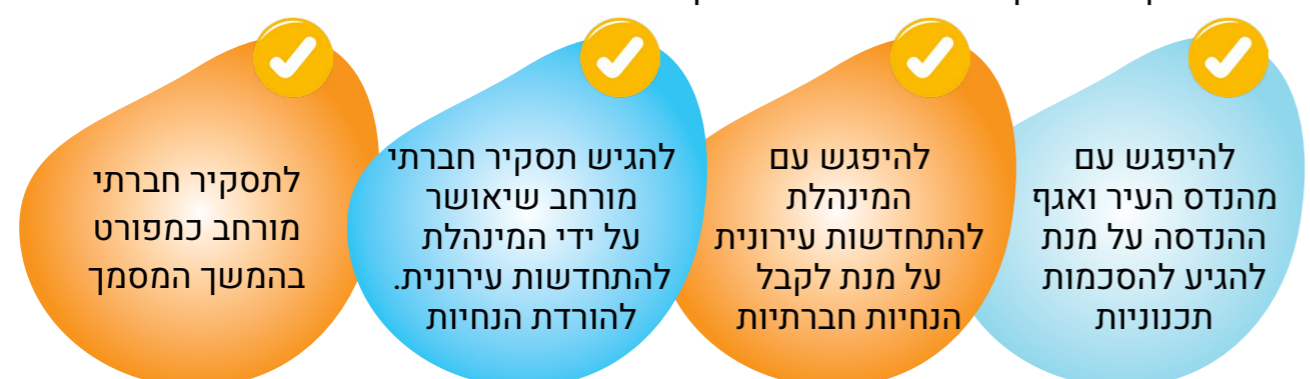 להיפגש עם
מהנדס העיר ואגף
ההנדסה על מנת
להגיע להסכמות
תכנוניות
להיפגש עם
המינהלת
להתחדשות עירונית
על מנת לקבל
הנחיות חברתיות
להגיש תסקיר חברתי
מורחב שיאושר
על ידי המינהלת
להתחדשות עירונית.
להורדת הנחיות
לתסקיר חברתי
מורחב כמפורט
בהמשך המסמך